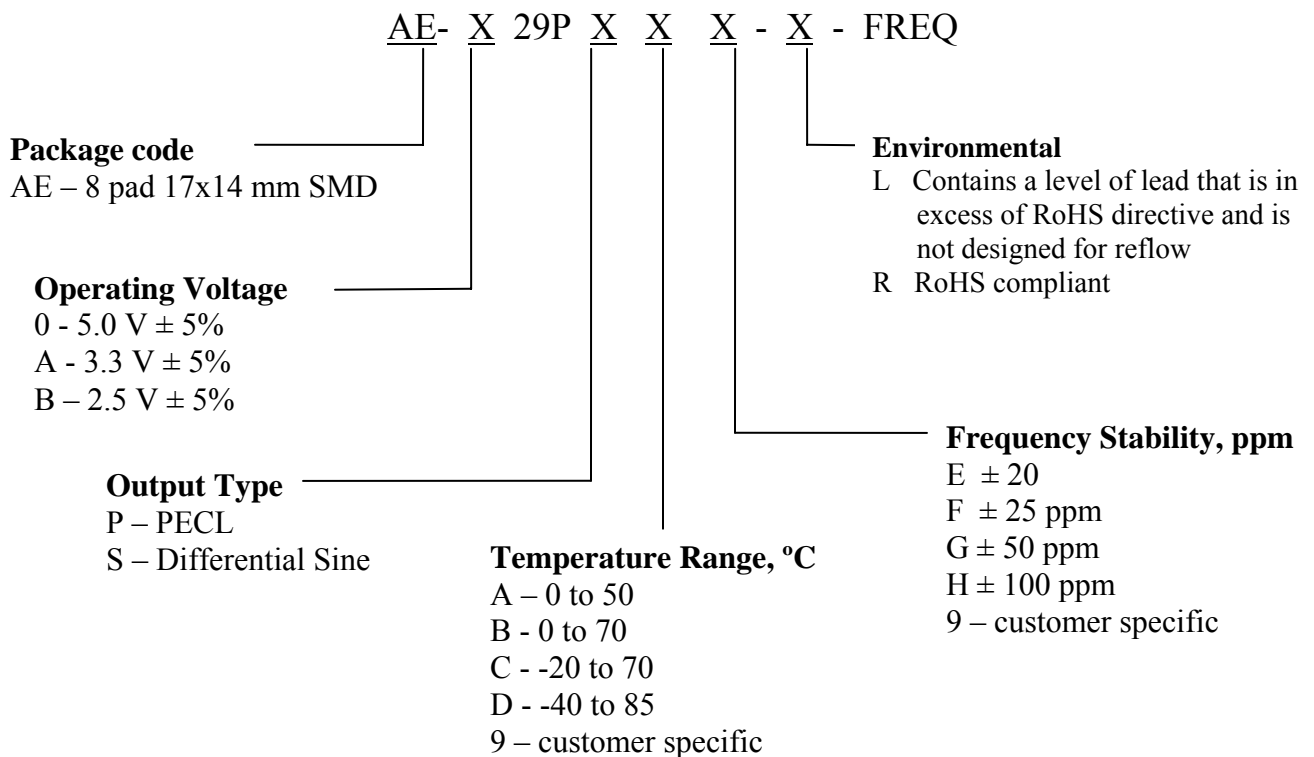 AE- X 29P X X X - X - FREQ
Package code
AE – 8 pad 17x14 mm SMD
Environmental
L Contains a level of lead that is in
excess of RoHS directive and is
not designed for reflow
R RoHS compliant
Operating Voltage
0 - 5.0 V ± 5%
A - 3.3 V ± 5%
B – 2.5 V ± 5%
Output Type
P – PECL
S – Differential Sine
Temperature Range, ºC
A – 0 to 50
B - 0 to 70
C - -20 to 70
D - -40 to 85
9 – customer specific
Frequency Stability, ppm
E ± 20
F ± 25 ppm
G ± 50 ppm
H ± 100 ppm
9 – customer specific